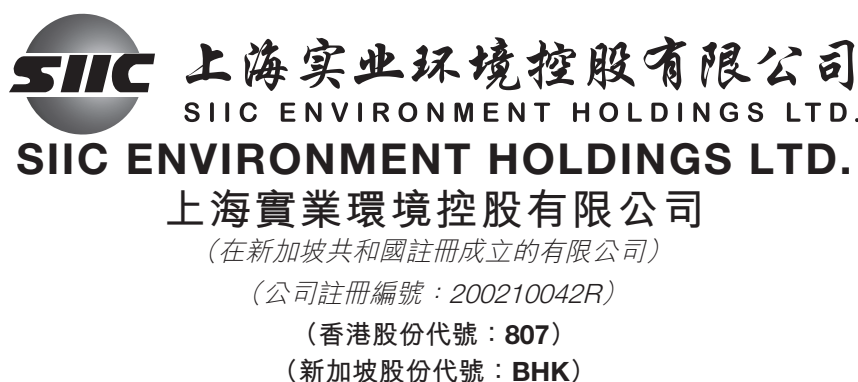 SIIC 上海实业环境控股有限公司
SIIC ENVIRONMENT HOLDINGS LTD.
SIIC ENVIRONMENT HOLDINGS LTD.
上海實業環境控股有限公司
（在新加坡共和國註冊成立的有限公司）
（公司註冊編號：200210042R）
（香港股份代號：807）
（新加坡股份代號：BHK）